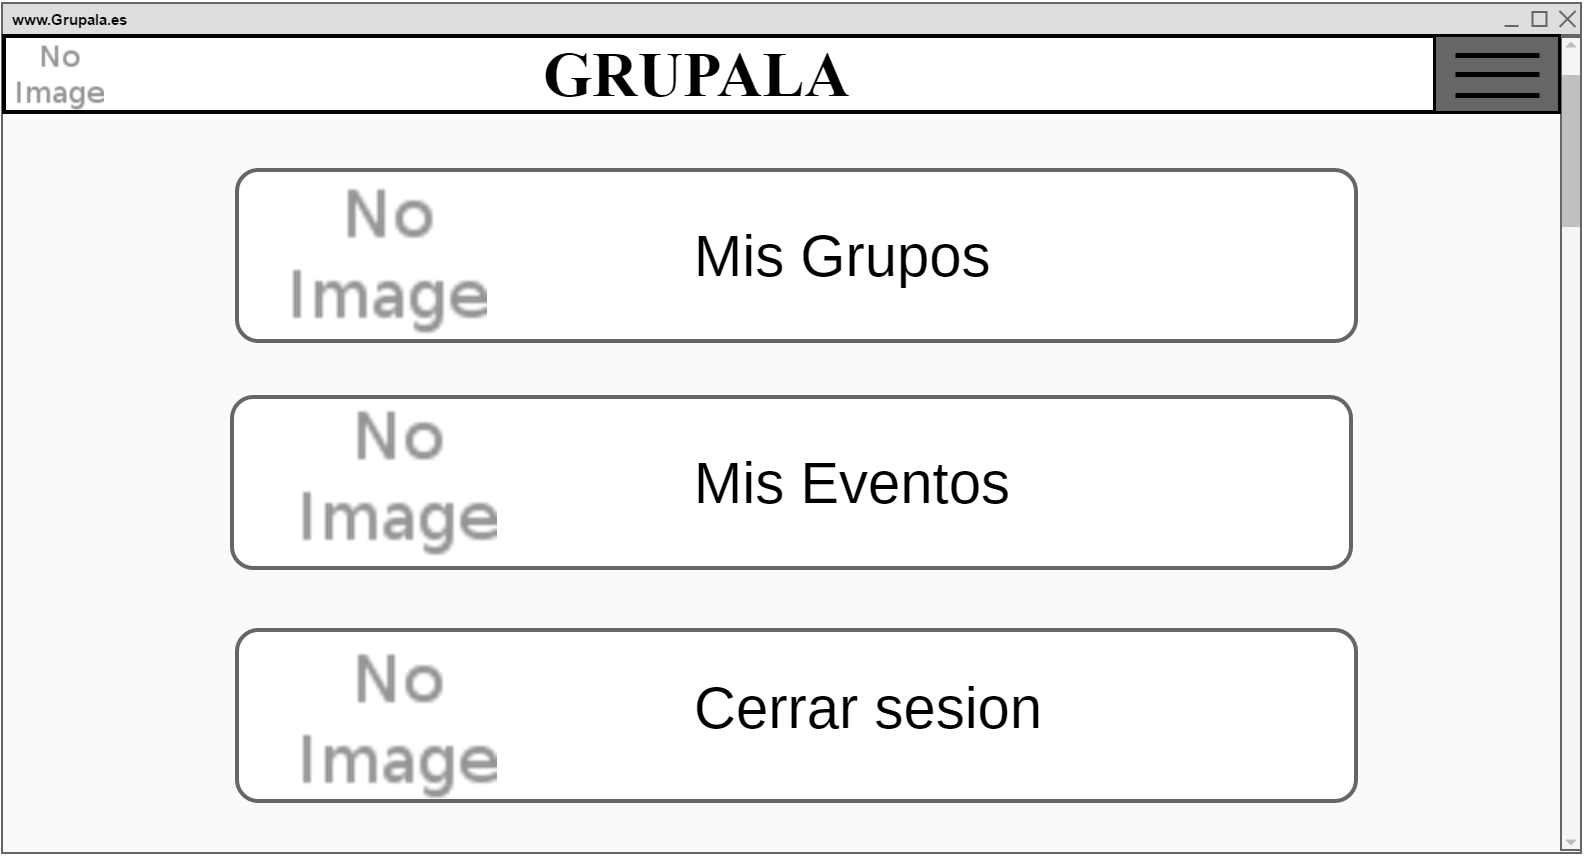 www.Grupala.es
No
Image
GRUPALA
No
Image
Mis Grupos
No
Image
Mis Eventos
No
Image
Cerrar sesion